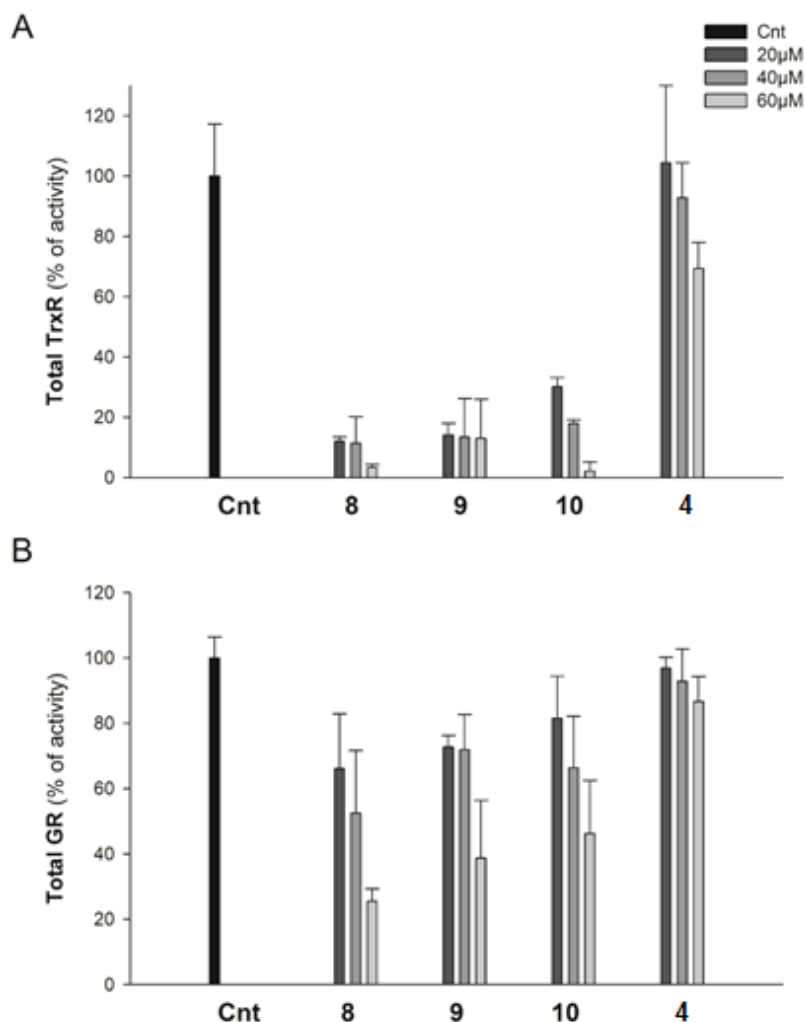 A
Cnt
20µM
40µM
60µM
Total TrxR (% of activity)
120
100
80
60
40
20
0
Cnt 8 9 10 4
B
Total GR (% of activity)
120
100
80
60
40
20
0
Cnt 8 9 10 4